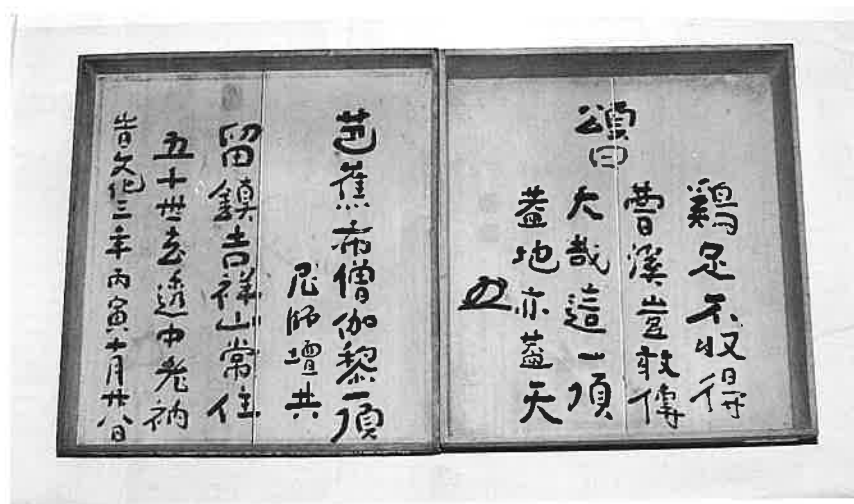 頌曰
鶏足不収得
曹溪豈敢傳
大哉這一頂
蓋地亦蓋天
芭蕉布僧伽黎一頂
尼師壇共
留鎮吉祥山常住
五十世玄透中老衲
旹文化三年丙寅十月廿八日